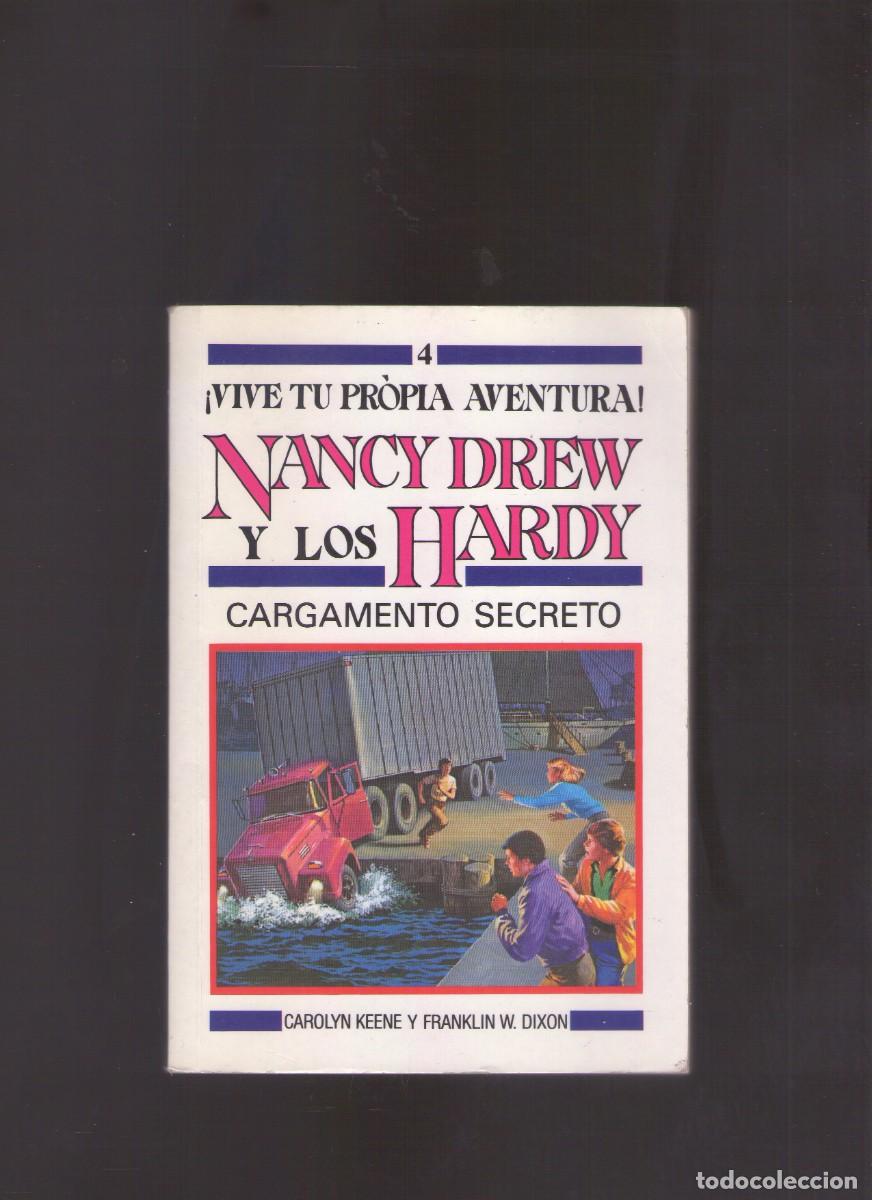 4
¡VIVE TU PRÒPIA AVENTURA!
NANCY DREW
Y LOS HARDY
CARGAMENTO SECRETO
CAROLYN KEENE Y FRANKLIN W. DIXON
todocoleccion